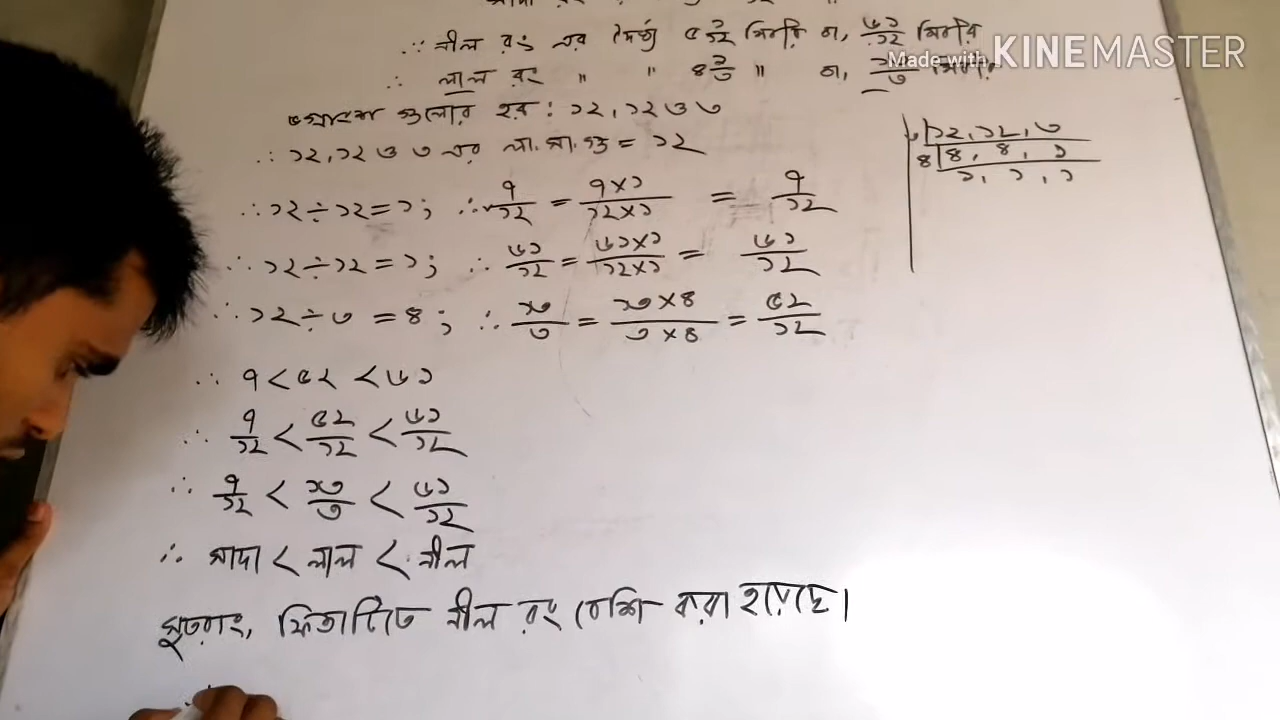 ∴ নীল রং এর দৈর্ঘ্য ৫ ১/১২ মিটার বা, ৬১/১২ মিটার
Made with KINEMASTER
∴ লাল রং " " ৪ ১/৩ " বা, ১৩/৩ মিটার
ভগ্নাংশ গুলোর হর : ১২, ১২ ও ৩
∴ ১২, ১২ ও ৩ এর ল.সা.গু = ১২
৩ | ১২, ১২, ৩
৪ | ৪, ৪, ১
১, ১, ১
∴ ১২ ÷ ১২ = ১; ∴ ৭/১২ = ৭×১/১২×১ = ৭/১২
∴ ১২ ÷ ১২ = ১; ∴ ৬১/১২ = ৬১×১/১২×১ = ৬১/১২
∴ ১২ ÷ ৩ = ৪; ∴ ১৩/৩ = ১৩×৪/৩×৪ = ৫২/১২
∴ ৭ < ৫২ < ৬১
∴ ৭/১২ < ৫২/১২ < ৬১/১২
∴ ৭/১২ < ১৩/৩ < ৬১/১২
∴ সাদা < লাল < নীল
সুতরাং, ফিতাটিতে নীল রং বেশি করা হয়েছে।